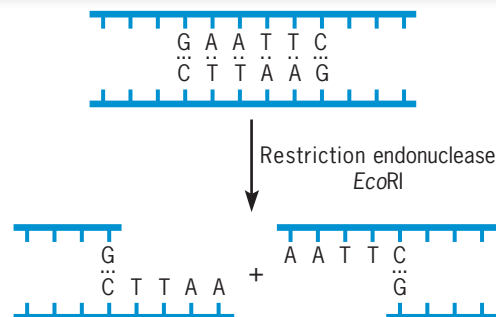 G A A T T C
C T T A A G
Restriction endonuclease
EcoRI
G
C T T A A
+
A A T T C
G